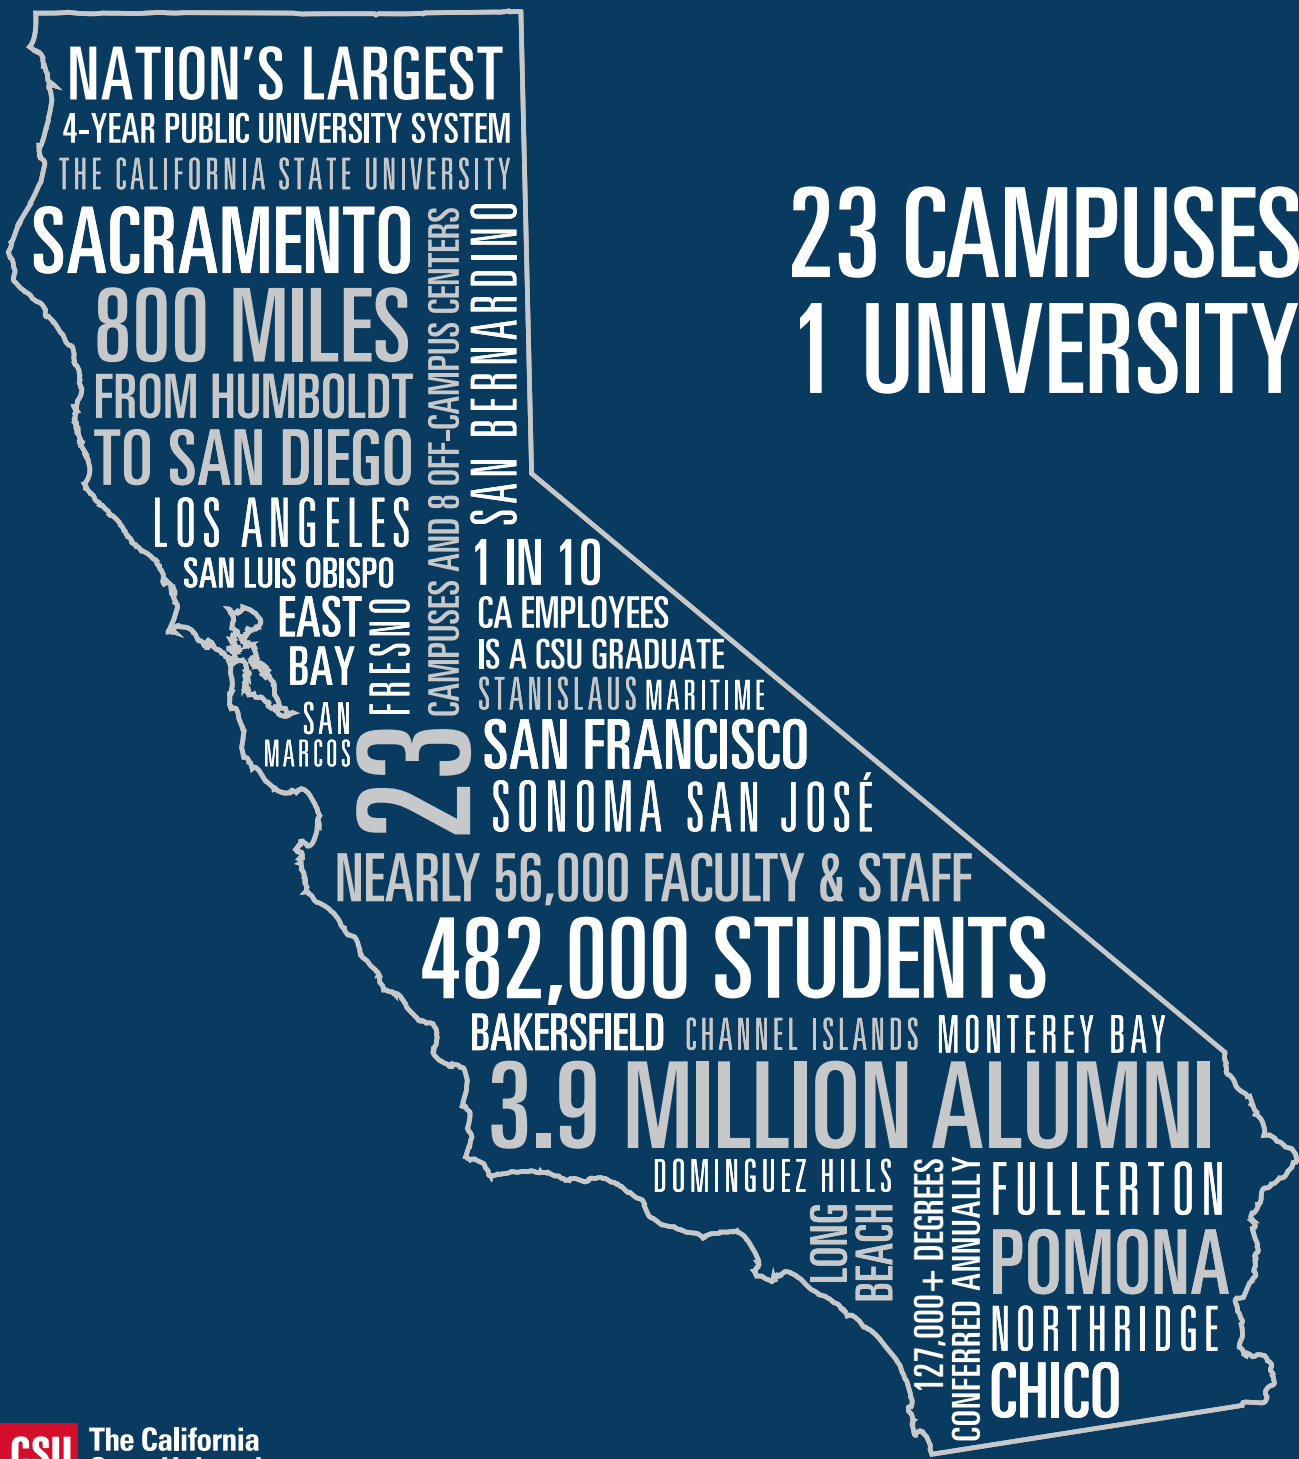 NATION'S LARGEST
4-YEAR PUBLIC UNIVERSITY SYSTEM
THE CALIFORNIA STATE UNIVERSITY
SACRAMENTO
800 MILES
FROM HUMBOLDT
TO SAN DIEGO
LOS ANGELES
SAN LUIS OBISPO
EAST
BAY
FRESNO
SAN
MARCOS
23
CAMPUSES AND 8 OFF-CAMPUS CENTERS
SAN BERNARDINO
1 IN 10
CA EMPLOYEES
IS A CSU GRADUATE
STANISLAUS MARITIME
SAN FRANCISCO
SONOMA SAN JOSÉ
NEARLY 56,000 FACULTY & STAFF
482,000 STUDENTS
BAKERSFIELD CHANNEL ISLANDS MONTEREY BAY
3.9 MILLION ALUMNI
DOMINGUEZ HILLS
LONG
BEACH
127,000+ DEGREES
CONFERRED ANNUALLY
FULLERTON
POMONA
NORTHRIDGE
CHICO
23 CAMPUSES
1 UNIVERSITY
CSU
The California